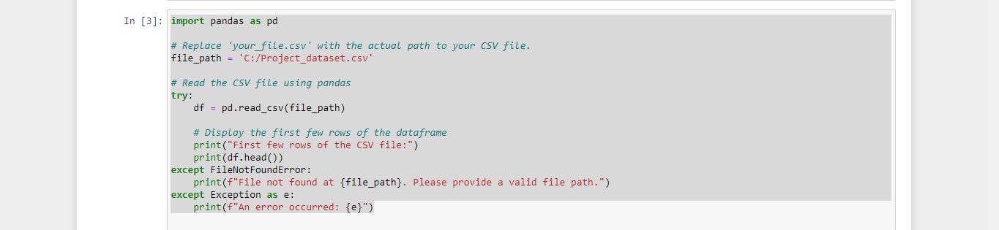 In [3]: import pandas as pd
# Replace 'your_file.csv' with the actual path to your CSV file.
file_path = 'C:/Project_dataset.csv'
# Read the CSV file using pandas
try:
    df = pd.read_csv(file_path)
    # Display the first few rows of the dataframe
    print("First few rows of the CSV file:")
    print(df.head())
except FileNotFoundError:
    print(f"File not found at {file_path}. Please provide a valid file path.")
except Exception as e:
    print(f"An error occurred: {e}")